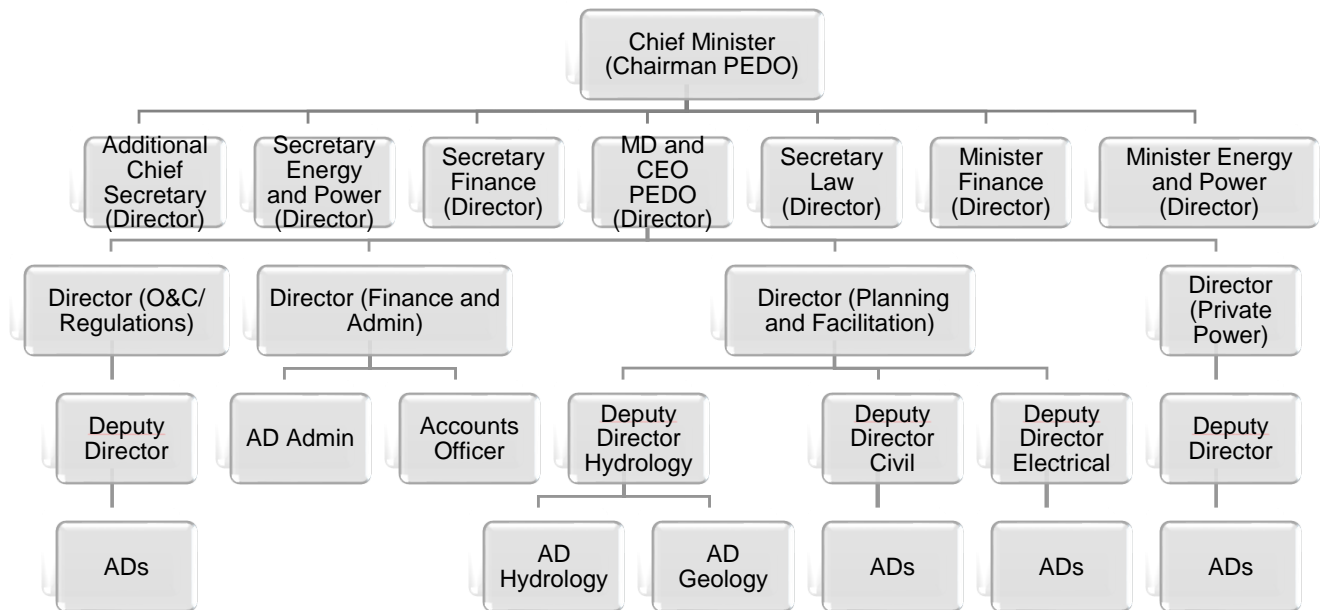 Chief Minister
(Chairman PEDO)
Additional
Chief
Secretary
(Director)
Secretary
Energy
and Power
(Director)
Secretary
Finance
(Director)
MD and
CEO
PEDO
(Director)
Secretary
Law
(Director)
Minister
Finance
(Director)
Minister Energy
and Power
(Director)
Director (O&C/
Regulations)
Director (Finance and
Admin)
Director (Planning
and Facilitation)
Director
(Private
Power)
Deputy
Director
AD Admin
Accounts
Officer
Deputy
Director
Hydrology
Deputy
Director
Civil
Deputy
Director
Electrical
Deputy
Director
ADs
AD
Hydrology
AD
Geology
ADs
ADs
ADs